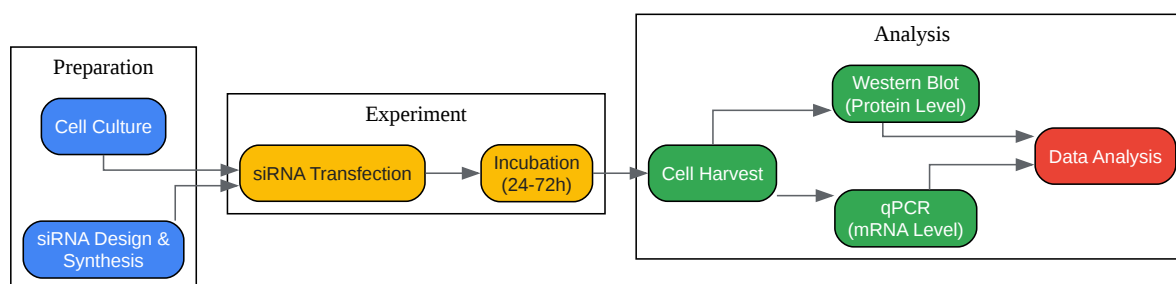 Preparation
Cell Culture
siRNA Design &
Synthesis
Experiment
siRNA Transfection
Incubation
(24-72h)
Analysis
Cell Harvest
Western Blot
(Protein Level)
qPCR
(mRNA Level)
Data Analysis